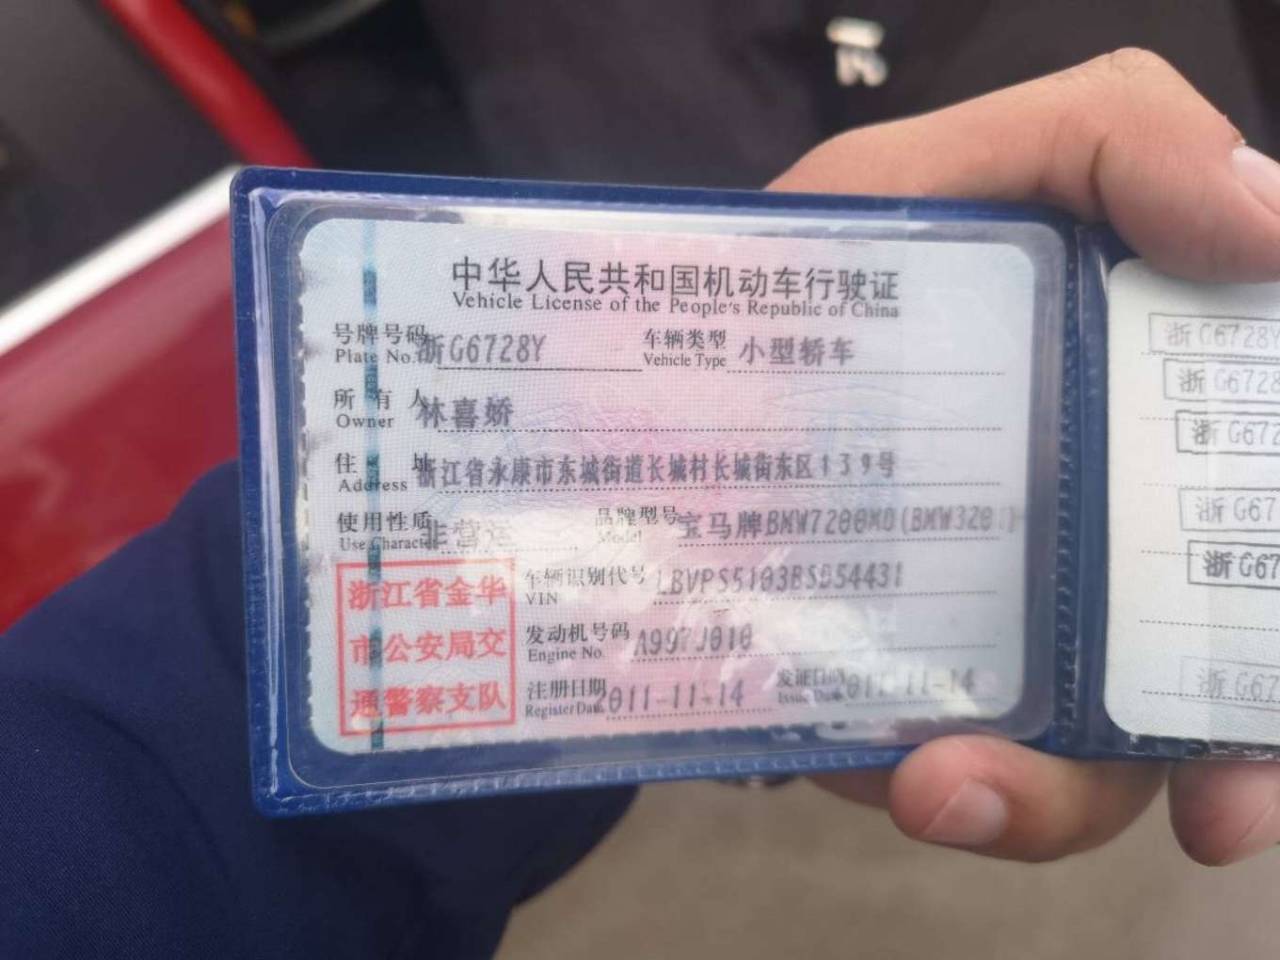 中华人民共和国机动车行驶证
Vehicle License of the People's Republic of China
号牌号码 浙G6728Y 车辆类型 小型轿车
Plate No. Vehicle Type
所有人 林喜娇
Owner
住址 浙江省永康市东城街道长城村长城街东区139号
Address
使用性质 非营运 品牌型号 宝马牌BMW7200MD(BMW320
Use Character Model
浙江省金华
市公安局交
通警察支队
车辆识别代号
VIN
发动机号码 A997J010
Engine No.
注册日期 2011-11-14 发证日期 2011-11-14
Register Date Issue Date
浙G6728Y
浙G6728
浙G672
浙G67
浙G67
浙G67